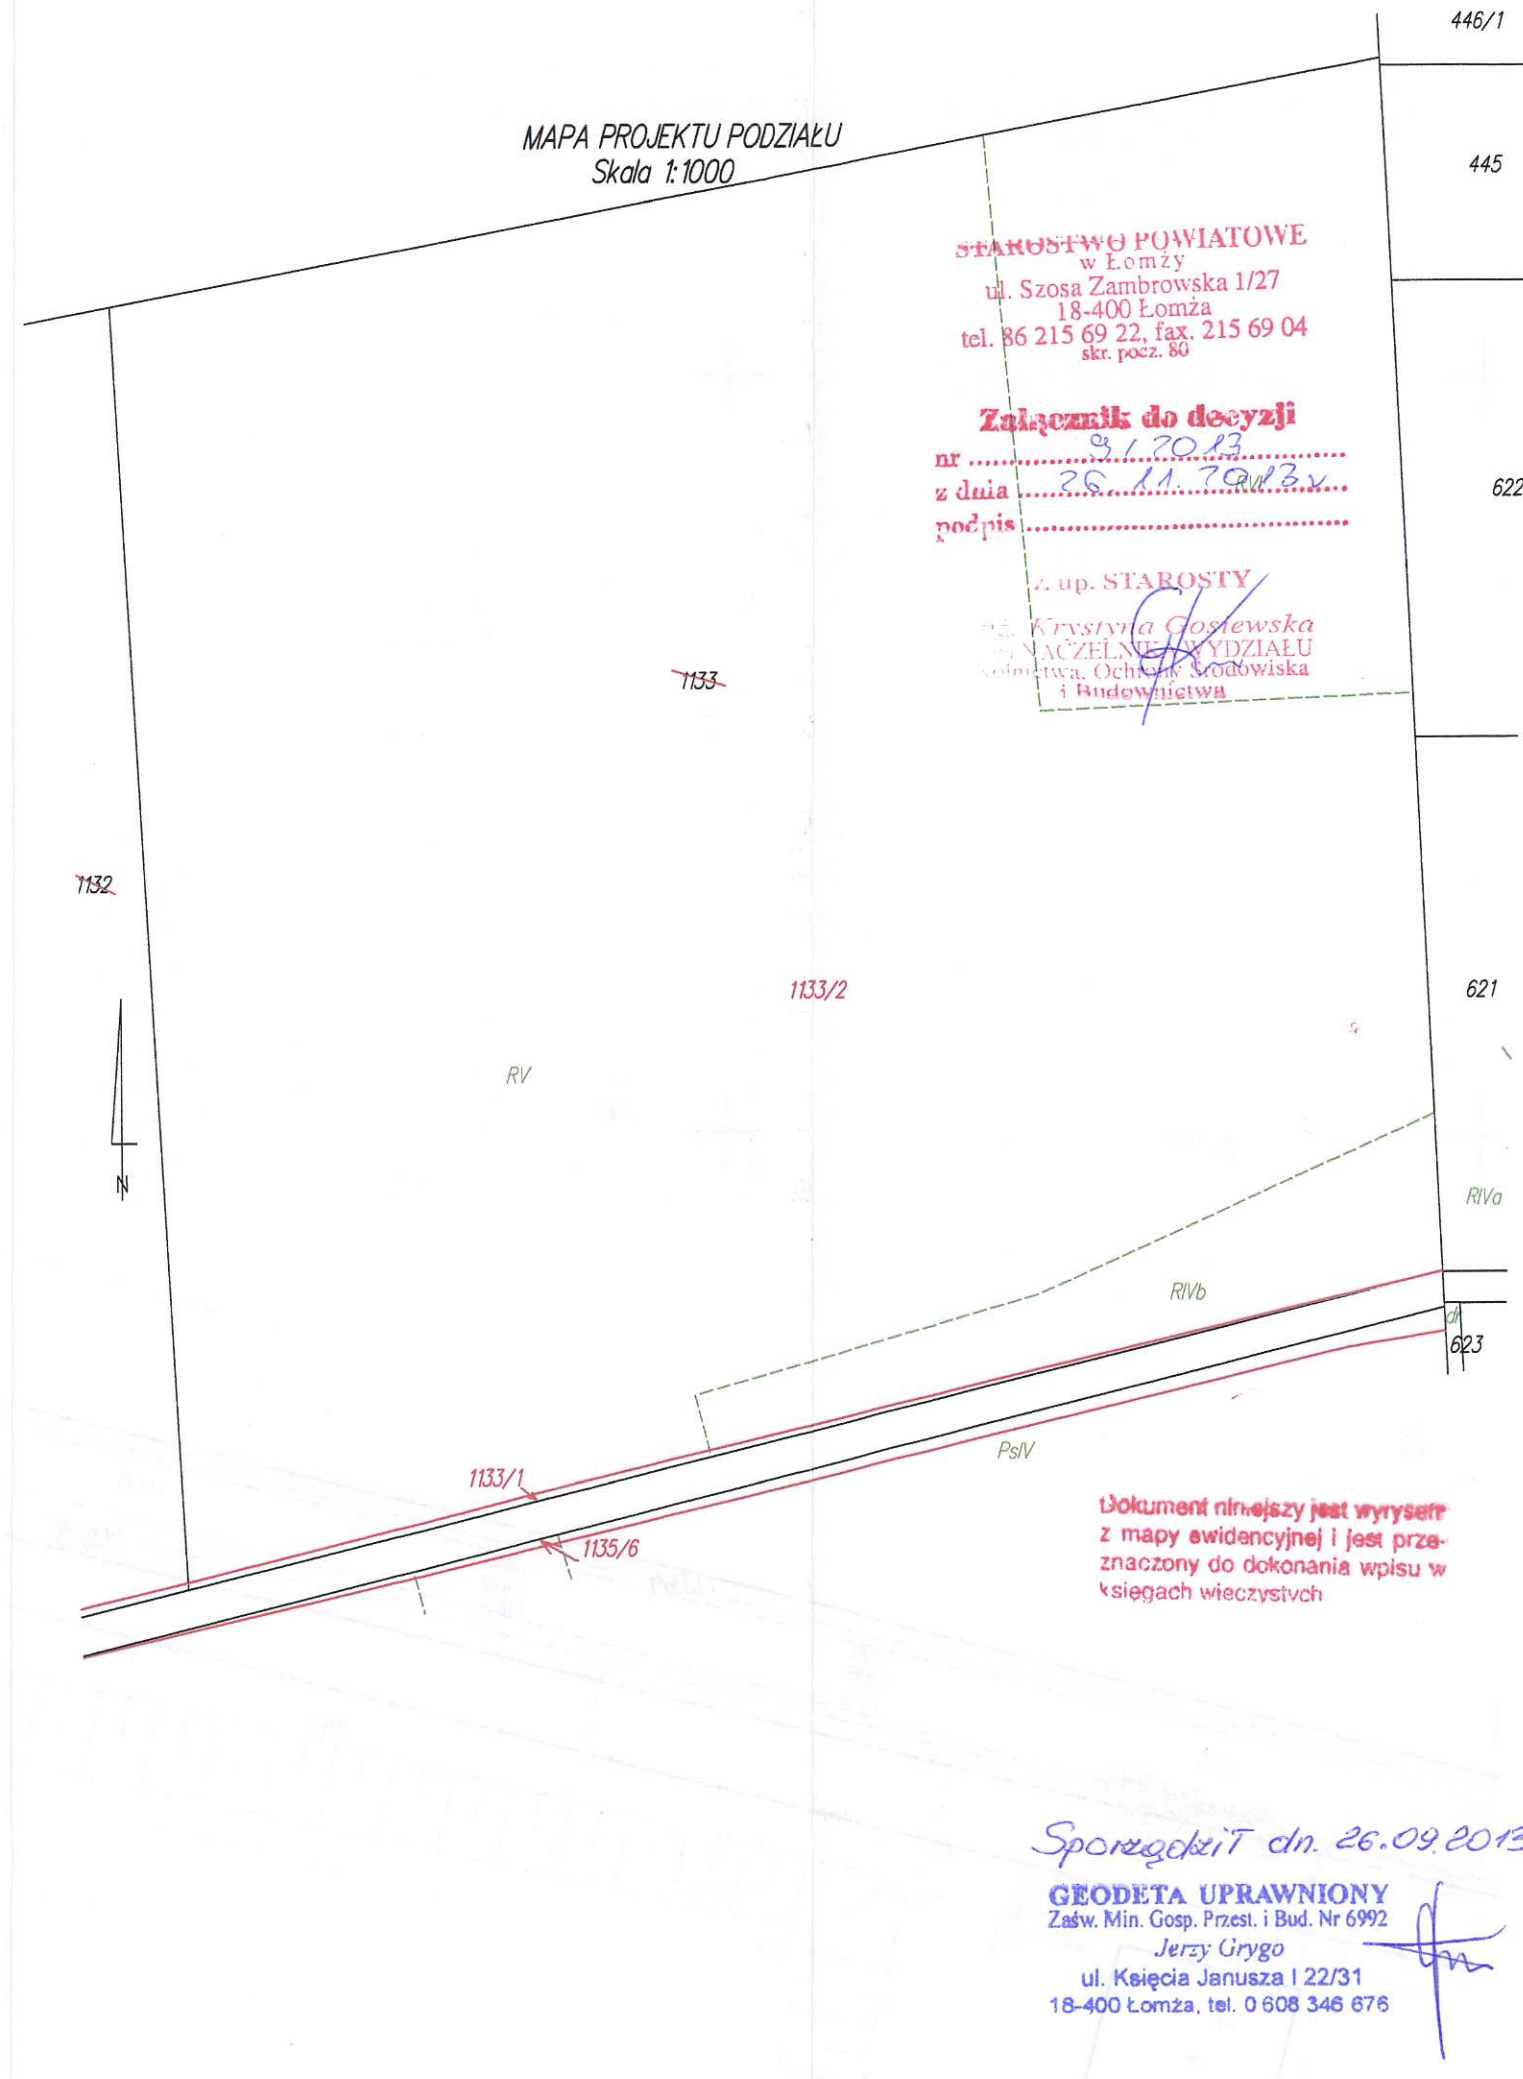 446/1
MAPA PROJEKTU PODZIAŁU
Skala 1:1000
445
STAROSTWO POWIATOWE
w Łomży
ul. Szosa Zambrowska 1/27
18-400 Łomża
tel. 86 215 69 22, fax. 215 69 04
skr. pocz. 80
Załącznik do decyzji
nr 9/2013
z dnia 26.11.2013 r
RVI
podpis
622
Z up. STAROSTY
Krystyna Gosiewska
NACZELNIK WYDZIAŁU
Ochrony Środowiska
i Budownictwa
1133
1132
1133/2
621
RV
N
RIVa
RIVb
dr
623
PsIV
1133/1
1135/6
Dokument niniejszy jest wyrysem
z mapy ewidencyjnej i jest prze-
znaczony do dokonania wpisu w
księgach wieczystych
Sporządził dn. 26.09.2013
GEODETA UPRAWNIONY
Zaśw. Min. Gosp. Przest. i Bud. Nr 6992
Jerzy Grygo
ul. Księcia Janusza I 22/31
18-400 Łomża, tel. 0 608 346 676